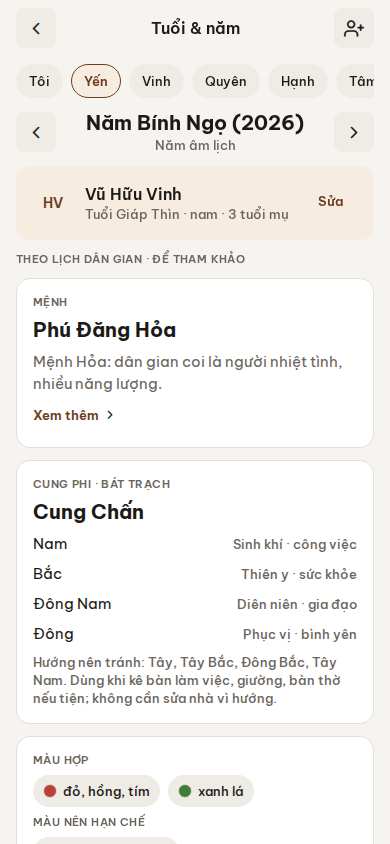 Tuổi & năm
Tôi
Yến
Vinh
Quyên
Hạnh
Tâm
Năm Bính Ngọ (2026)
Năm âm lịch
HV
Vũ Hữu Vinh
Tuổi Giáp Thìn · nam · 3 tuổi mụ
Sửa
THEO LỊCH DÂN GIAN · ĐỂ THAM KHẢO
MỆNH
Phú Đăng Hỏa
Mệnh Hỏa: dân gian coi là người nhiệt tình,
nhiều năng lượng.
Xem thêm
CUNG PHI · BÁT TRẠCH
Cung Chấn
Nam Sinh khí · công việc
Bắc Thiên y · sức khỏe
Đông Nam Diên niên · gia đạo
Đông Phục vị · bình yên
Hướng nên tránh: Tây, Tây Bắc, Đông Bắc, Tây
Nam. Dùng khi kê bàn làm việc, giường, bàn thờ
nếu tiện; không cần sửa nhà vì hướng.
MÀU HỢP
đỏ, hồng, tím
xanh lá
MÀU NÊN HẠN CHẾ